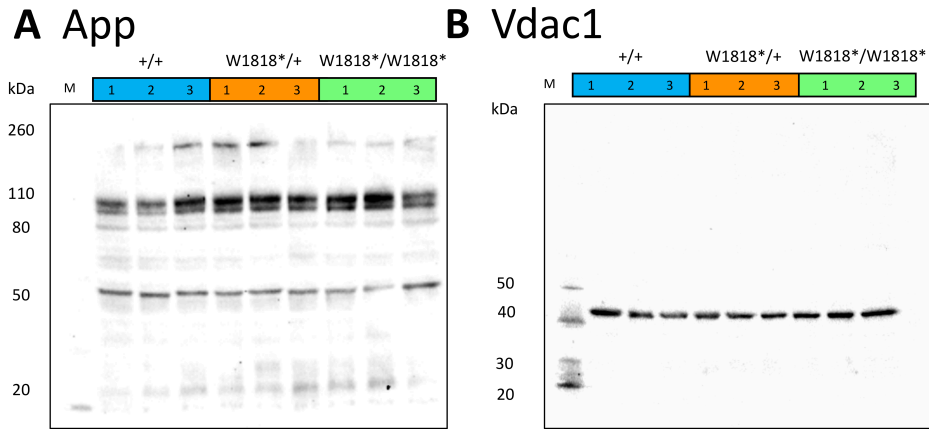 A App
+/+ W1818*/+ W1818*/W1818*
kDa M 1 2 3 1 2 3 1 2 3
260
110
80
50
20
B Vdac1
+/+ W1818*/+ W1818*/W1818*
M 1 2 3 1 2 3 1 2 3
kDa
50
40
30
20